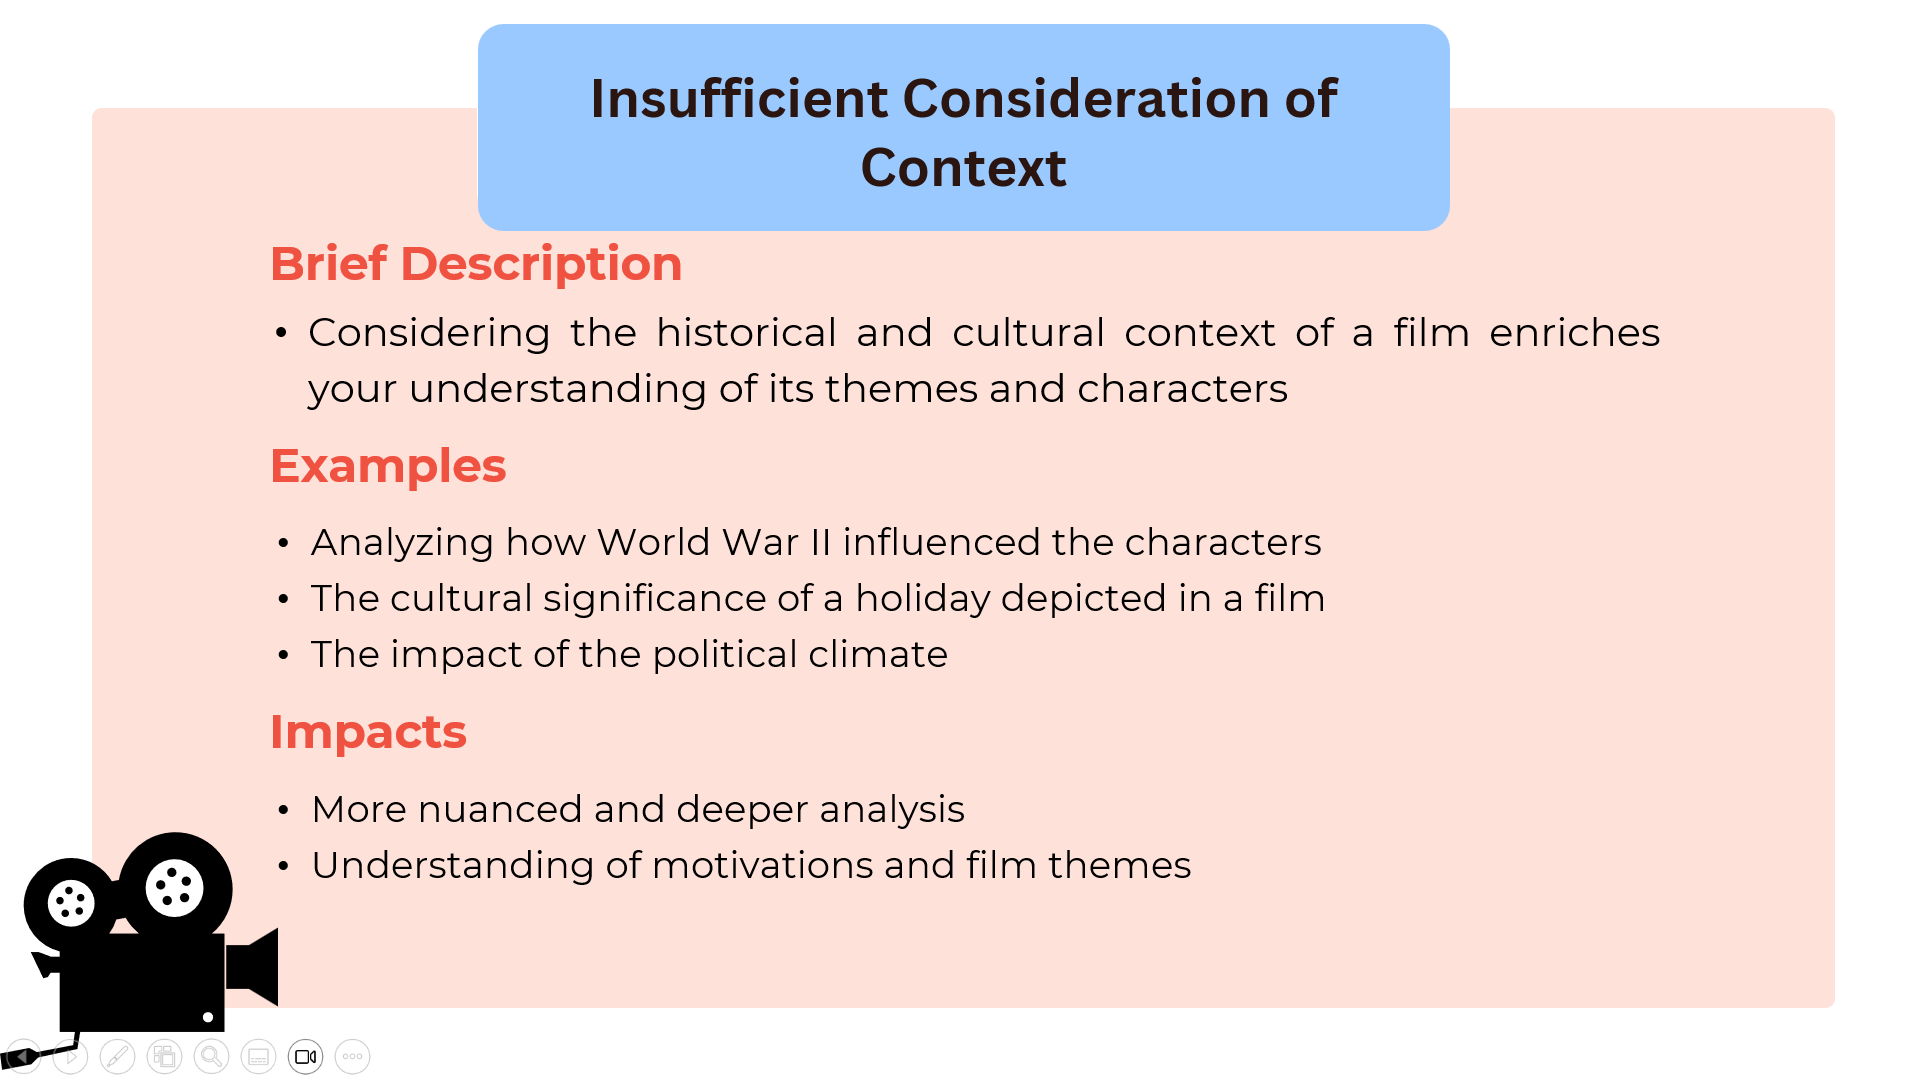 Insufficient Consideration of
Context
Brief Description
• Considering the historical and cultural context of a film enriches
your understanding of its themes and characters
Examples
• Analyzing how World War II influenced the characters
• The cultural significance of a holiday depicted in a film
• The impact of the political climate
Impacts
• More nuanced and deeper analysis
• Understanding of motivations and film themes